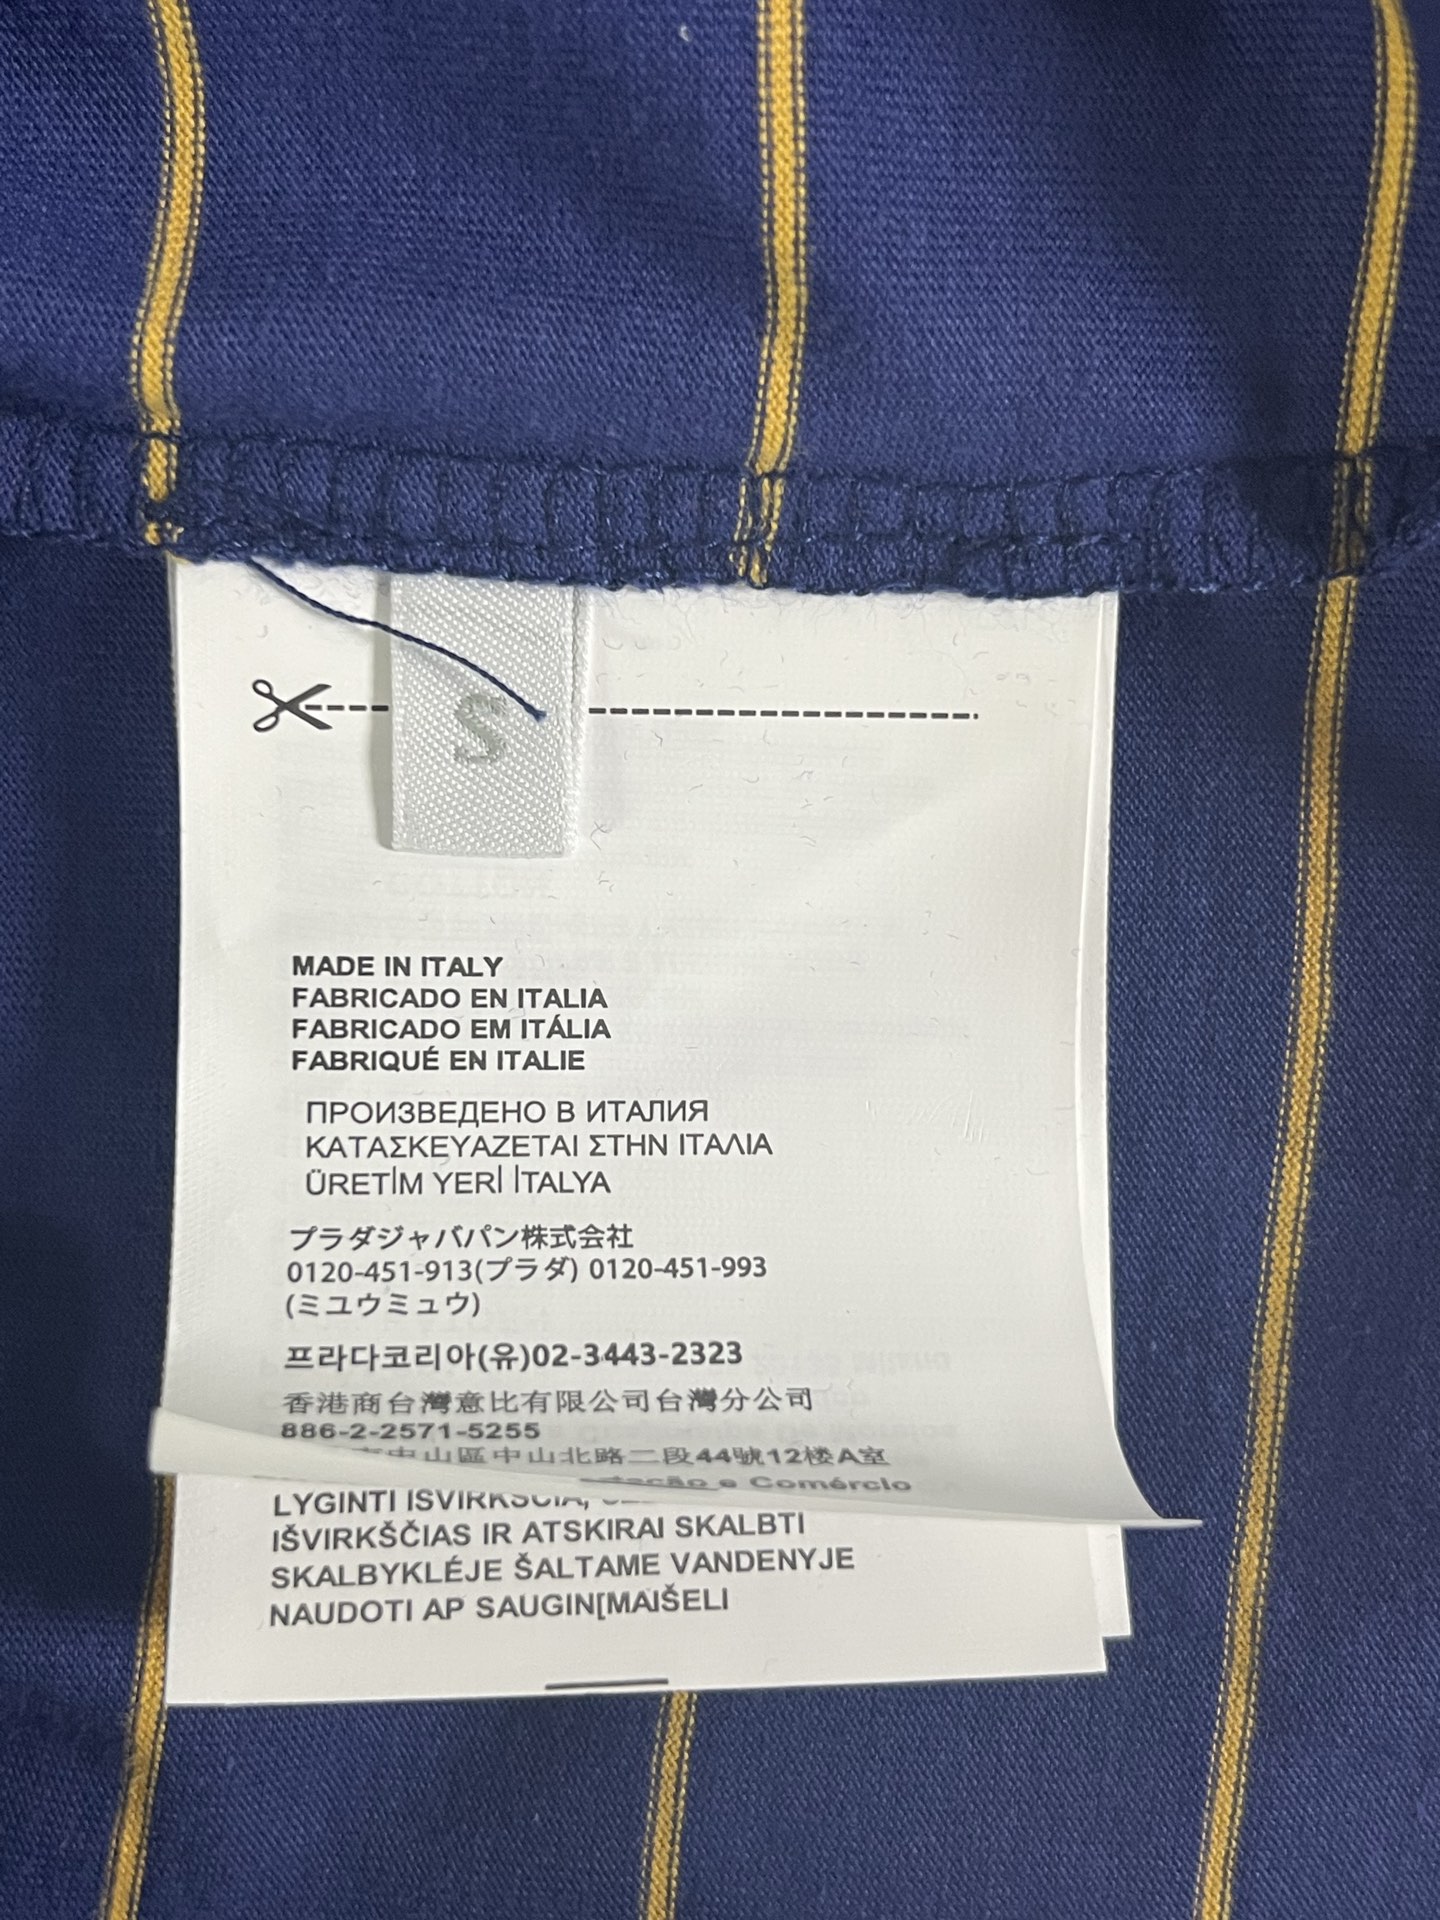 S
MADE IN ITALY
FABRICADO EN ITALIA
FABRICADO EM ITÁLIA
FABRIQUÉ EN ITALIE
ПРОИЗВЕДЕНО В ИТАЛИЯ
ΚΑΤΑΣΚΕΥΑΖΕΤΑΙ ΣΤΗΝ ΙΤΑΛΙΑ
ÜRETİM YERİ İTALYA
プラダジャバパン株式会社
0120-451-913(プラダ) 0120-451-993
(ミユウミュウ)
프라다코리아(유)02-3443-2323
香港商台灣意比有限公司台灣分公司
886-2-2571-5255
中山區中山北路二段44號12楼A室
e Comércio
LYGINTI
IŠVIRKŠČIAS IR ATSKIRAI SKALBTI
SKALBYKLÉJE ŠALTAME VANDENYJE
NAUDOTI AP SAUGIN[MAIŠELI